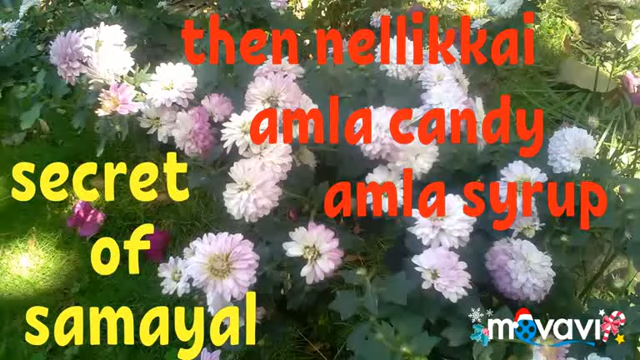 then nellikkai
amla candy
amla syrup
secret
of
samayal
movavi